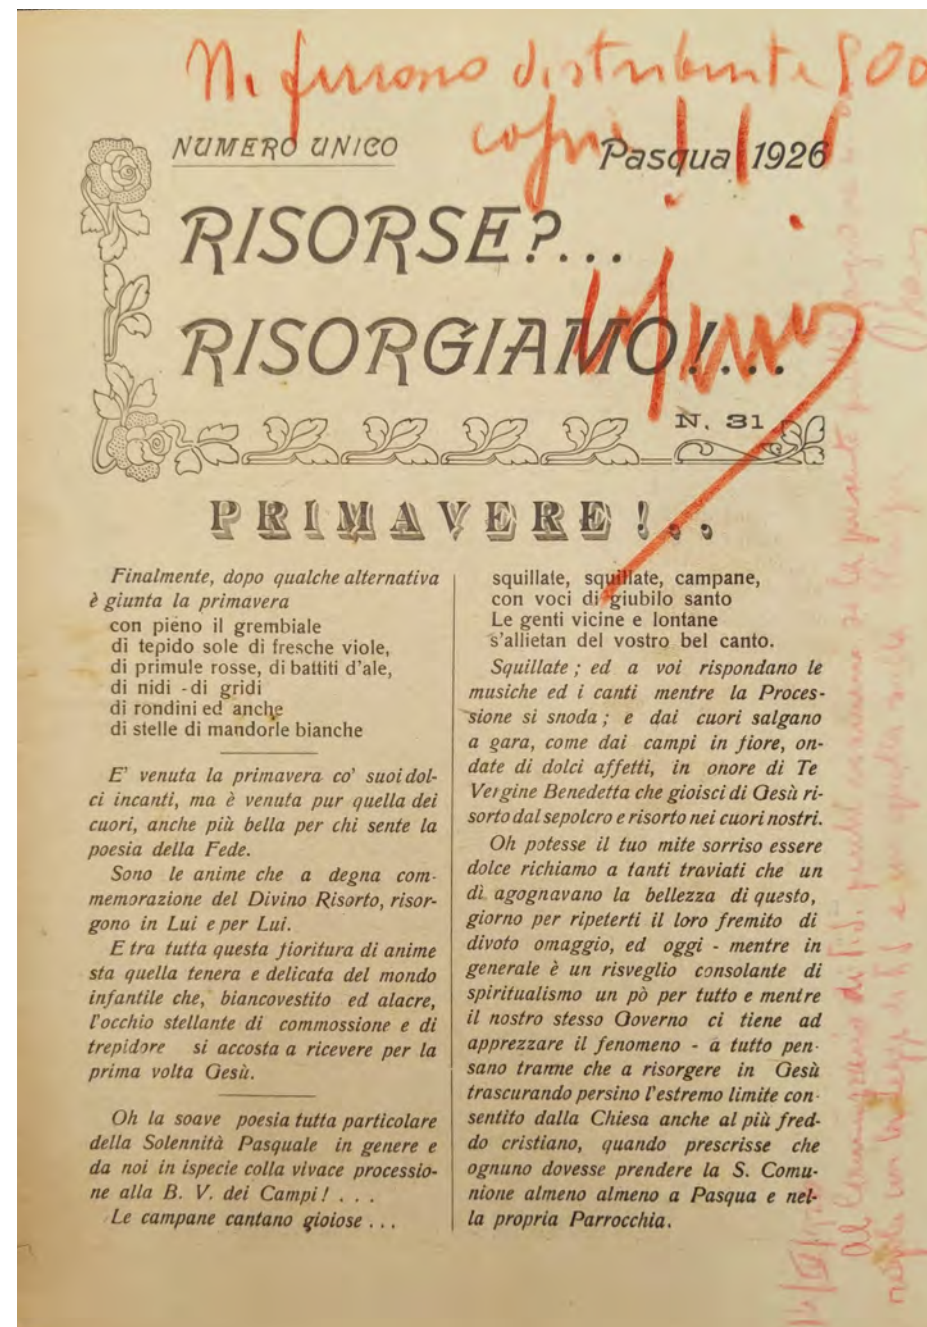 Ne furono distribuite 800
copie
NUMERO UNICO
Pasqua 1926
RISORSE?...
RISORGIAMO!...
N. 31
PRIMAVERE!..
Finalmente, dopo qualche alternativa
è giunta la primavera
con pieno il grembiale
di tepido sole di fresche viole,
di primule rosse, di battiti d'ale,
di nidi - di gridi
di rondini ed anche
di stelle di mandorle bianche
E' venuta la primavera co' suoi dol-
ci incanti, ma è venuta pur quella dei
cuori, anche più bella per chi sente la
poesia della Fede.
Sono le anime che a degna com-
memorazione del Divino Risorto, risor-
gono in Lui e per Lui.
E tra tutta questa fioritura di anime
sta quella tenera e delicata del mondo
infantile che, biancovestito ed alacre,
l'occhio stellante di commossione e di
trepidore si accosta a ricevere per la
prima volta Gesù.
Oh la soave poesia tutta particolare
della Solennità Pasquale in genere e
da noi in ispecie colla vivace processio-
ne alla B. V. dei Campi! . . .
Le campane cantano gioiose ...
squillate, squillate, campane,
con voci di giubilo santo
Le genti vicine e lontane
s'allietan del vostro bel canto.
Squillate ; ed a voi rispondano le
musiche ed i canti mentre la Proces-
sione si snoda ; e dai cuori salgano
a gara, come dai campi in fiore, on-
date di dolci affetti, in onore di Te
Vergine Benedetta che gioisci di Gesù ri-
sorto dal sepolcro e risorto nei cuori nostri.
Oh potesse il tuo mite sorriso essere
dolce richiamo a tanti traviati che un
dì agognavano la bellezza di questo,
giorno per ripeterti il loro fremito di
divoto omaggio, ed oggi - mentre in
generale è un risveglio consolante di
spiritualismo un pò per tutto e mentre
il nostro stesso Governo ci tiene ad
apprezzare il fenomeno - a tutto pen-
sano tranne che a risorgere in Gesù
trascurando persino l'estremo limite con-
sentito dalla Chiesa anche al più fred-
do cristiano, quando prescrisse che
ognuno dovesse prendere la S. Comu-
nione almeno almeno a Pasqua e nel-
la propria Parrocchia.